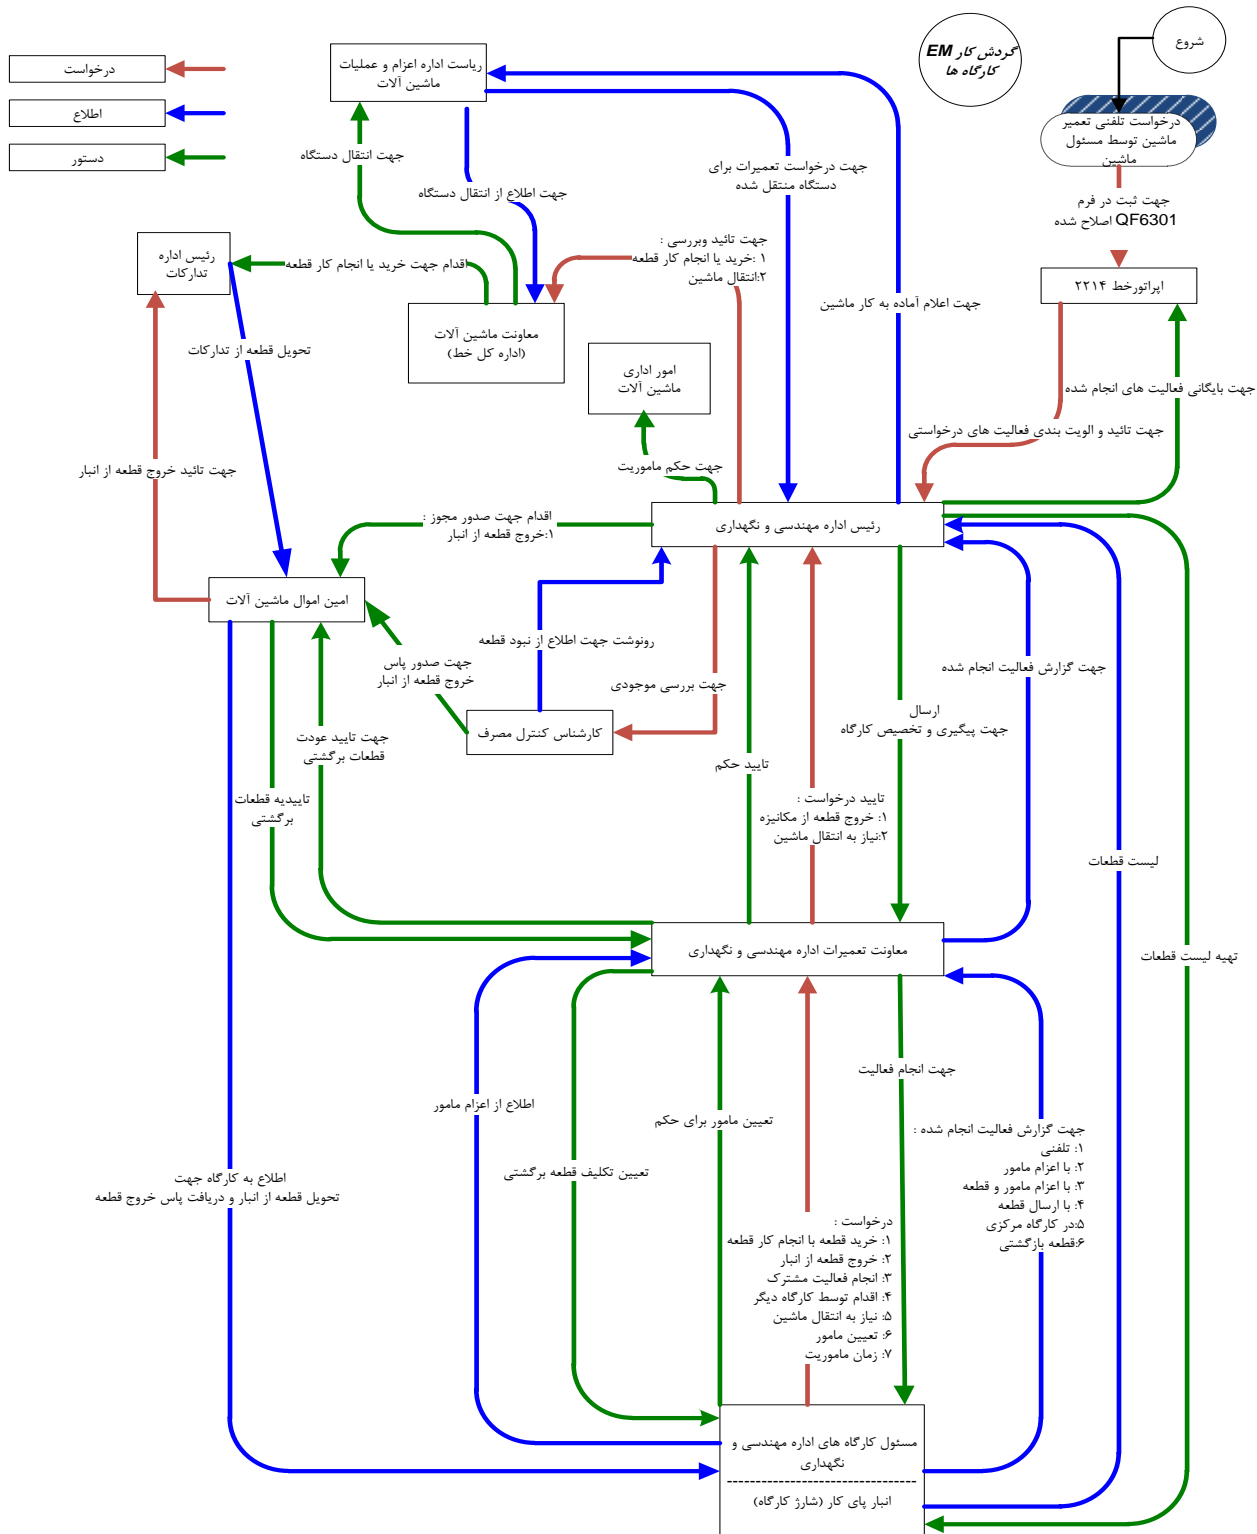 شروع
گردش کار EM
کارگاه ها
درخواست
اطلاع
دستور
ریاست اداره اعزام و عملیات
ماشین آلات
درخواست تلفنی تعمیر
ماشین توسط مسئول
ماشین
جهت ثبت در فرم
QF6301 اصلاح شده
اپراتورخط ۲۲۱۴
جهت انتقال دستگاه
جهت اطلاع از انتقال دستگاه
جهت درخواست تعمیرات برای
دستگاه منتقل شده
رئیس اداره
تدارکات
اقدام جهت خرید یا انجام کار قطعه
جهت تائید وبررسی :
۱ :خرید یا انجام کار قطعه
۲:انتقال ماشین
جهت اعلام آماده به کار ماشین
معاونت ماشین آلات
(اداره کل خط)
تحویل قطعه از تدارکات
امور اداری
ماشین آلات
جهت بایگانی فعالیت های انجام شده
جهت تائید و الویت بندی فعالیت های درخواستی
جهت تائید خروج قطعه از انبار
جهت حکم ماموریت
اقدام جهت صدور مجوز :
۱:خروج قطعه از انبار
رئیس اداره مهندسی و نگهداری
امین اموال ماشین آلات
رونوشت جهت اطلاع از نبود قطعه
جهت صدور پاس
خروج قطعه از انبار
جهت بررسی موجودی
جهت گزارش فعالیت انجام شده
کارشناس کنترل مصرف
ارسال
جهت پیگیری و تخصیص کارگاه
جهت تایید عودت
قطعات برگشتی
تایید حکم
تاییدیه قطعات
برگشتی
تایید درخواست :
۱: خروج قطعه از مکانیزه
۲:نیاز به انتقال ماشین
لیست قطعات
معاونت تعمیرات اداره مهندسی و نگهداری
تهیه لیست قطعات
جهت انجام فعالیت
اطلاع از اعزام مامور
تعیین مامور برای حکم
جهت گزارش فعالیت انجام شده :
۱: تلفنی
۲: با اعزام مامور
۳: با اعزام مامور و قطعه
۴: با ارسال قطعه
۵:در کارگاه مرکزی
۶:قطعه بازگشتی
تعیین تکلیف قطعه برگشتی
اطلاع به کارگاه جهت
تحویل قطعه از انبار و دریافت پاس خروج قطعه
درخواست :
۱: خرید قطعه با انجام کار قطعه
۲: خروج قطعه از انبار
۳: انجام فعالیت مشترک
۴: اقدام توسط کارگاه دیگر
۵: نیاز به انتقال ماشین
۶: تعیین مامور
۷: زمان ماموریت
مسئول کارگاه های اداره مهندسی و
نگهداری
انبار پای کار (شارژ کارگاه)